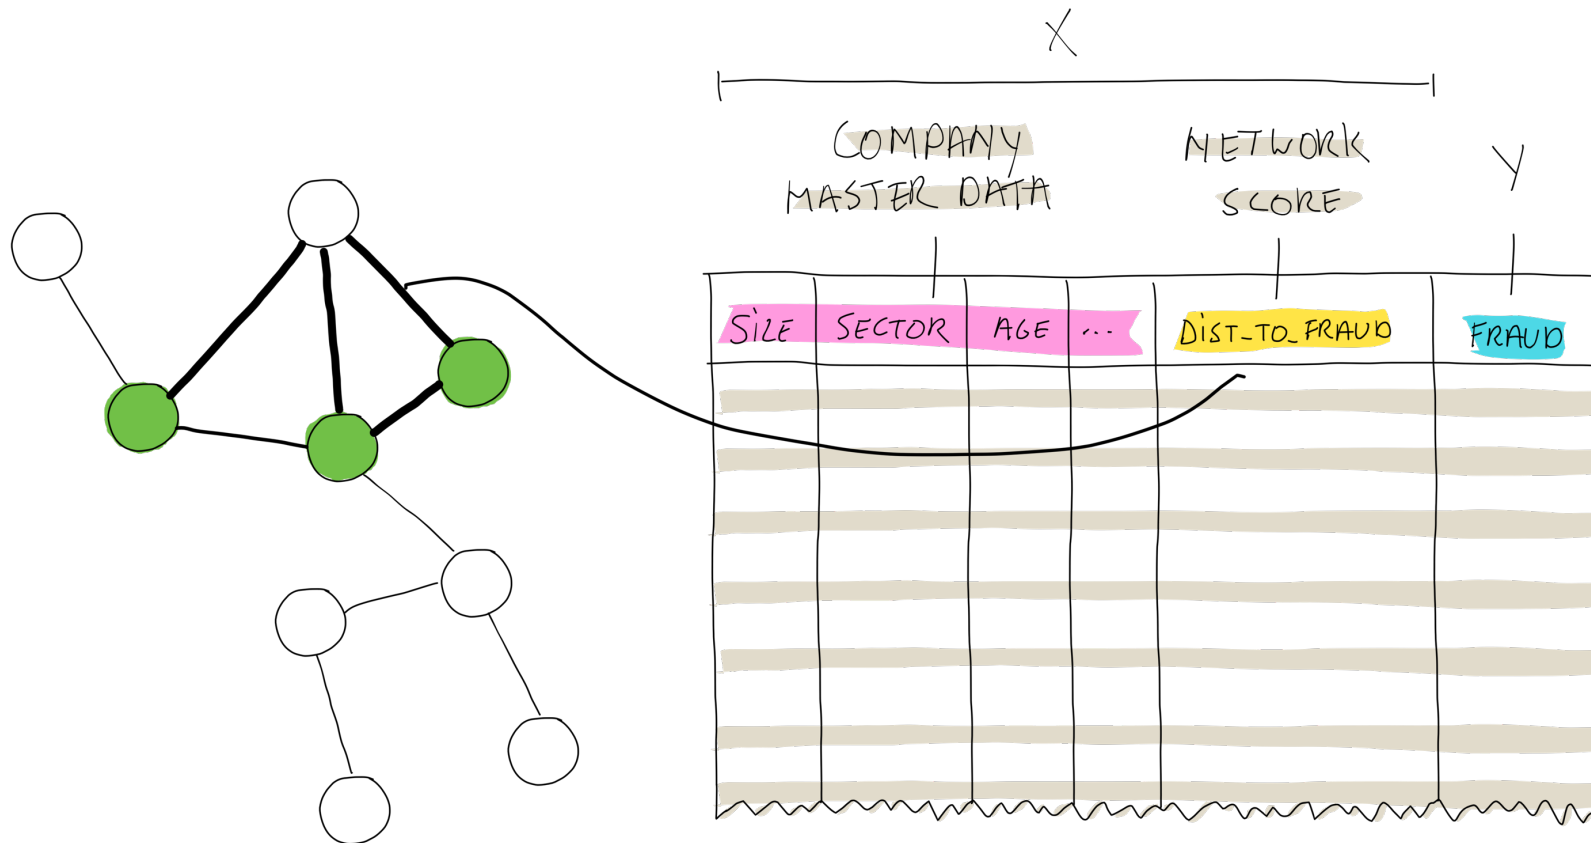 X
COMPANY
MASTER DATA
NETWORK
SCORE
Y
SIZE SECTOR AGE ... DIST_TO_FRAUD FRAUD